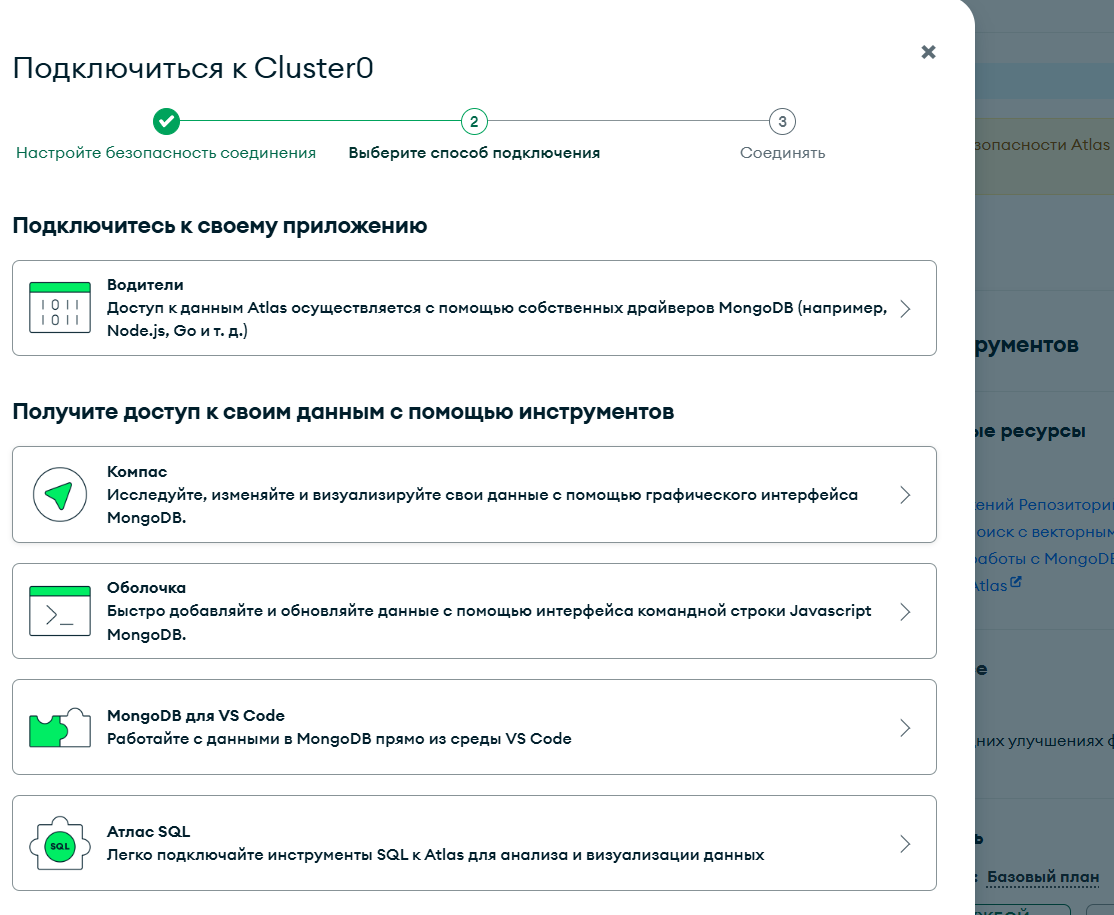 Подключиться к Cluster0
2
3
Настройте безопасность соединения
Выберите способ подключения
Соединять
зопасности Atlas
Подключитесь к своему приложению
1011
1011
Водители
Доступ к данным Atlas осуществляется с помощью собственных драйверов MongoDB (например,
Node.js, Go и т. д.)
рументов
Получите доступ к своим данным с помощью инструментов
ые ресурсы
Компас
Исследуйте, изменяйте и визуализируйте свои данные с помощью графического интерфейса
MongoDB.
ений Репозитори
оиск с векторным
работы с MongoDB
Atlas
Оболочка
Быстро добавляйте и обновляйте данные с помощью интерфейса командной строки Javascript
MongoDB.
>_
е
MongoDB для VS Code
Работайте с данными в MongoDB прямо из среды VS Code
них улучшениях ф
SQL
Атлас SQL
Легко подключайте инструменты SQL к Atlas для анализа и визуализации данных
ь
: Базовый план